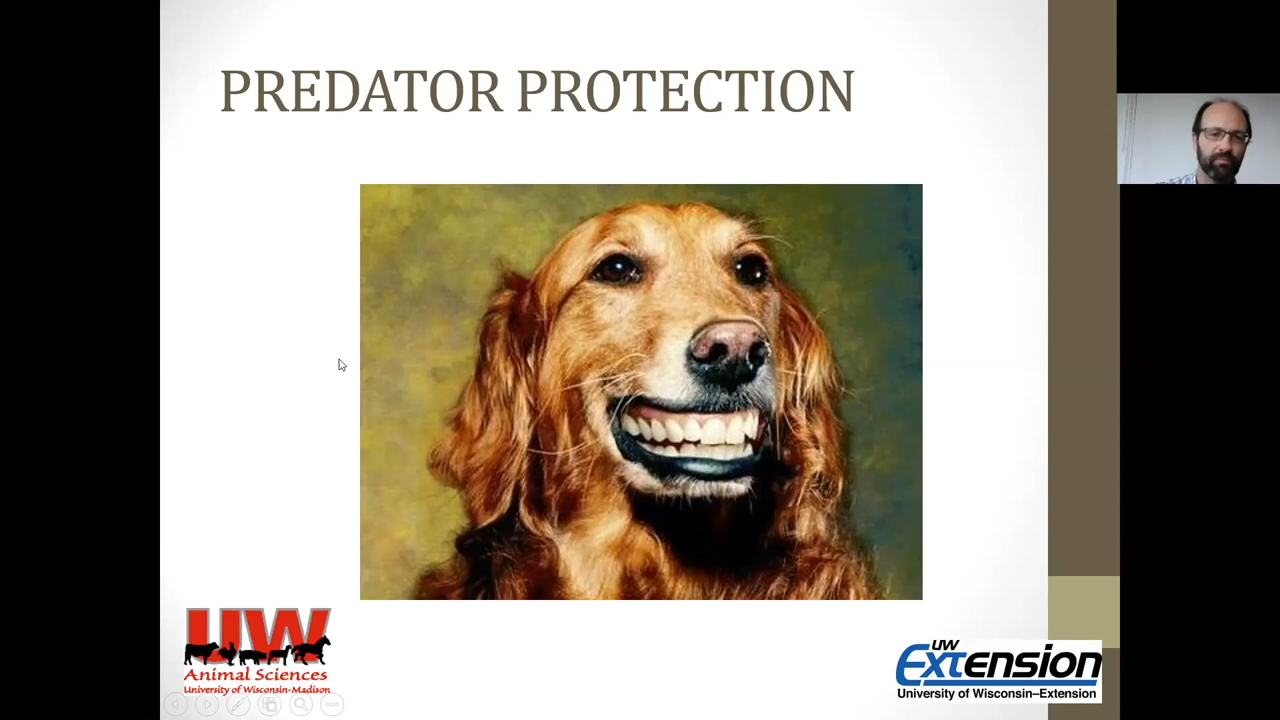 PREDATOR PROTECTION
UW
Animal Sciences
University of Wisconsin-Madison
UW
Extension
University of Wisconsin–Extension